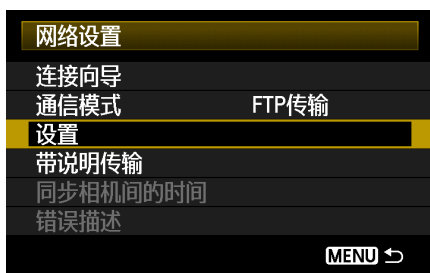 网络设置
连接向导
通信模式 FTP传输
设置
带说明传输
同步相机间的时间
错误描述
MENU